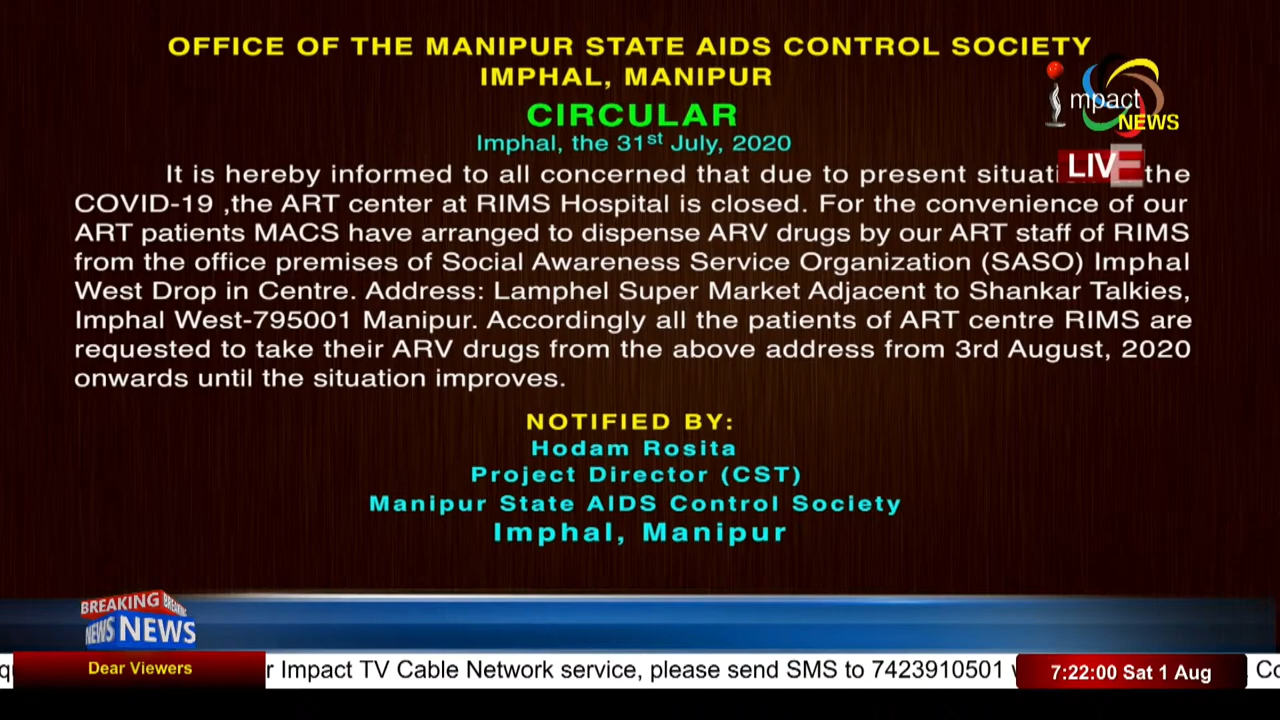 OFFICE OF THE MANIPUR STATE AIDS CONTROL SOCIETY
IMPHAL, MANIPUR
CIRCULAR
Imphal, the 31st July, 2020
It is hereby informed to all concerned that due to present situati the
COVID-19 ,the ART center at RIMS Hospital is closed. For the convenience of our
ART patients MACS have arranged to dispense ARV drugs by our ART staff of RIMS
from the office premises of Social Awareness Service Organization (SASO) Imphal
West Drop in Centre. Address: Lamphel Super Market Adjacent to Shankar Talkies,
Imphal West-795001 Manipur. Accordingly all the patients of ART centre RIMS are
requested to take their ARV drugs from the above address from 3rd August, 2020
onwards until the situation improves.
NOTIFIED BY:
Hodam Rosita
Project Director (CST)
Manipur State AIDS Control Society
Imphal, Manipur
impact
NEWS
LIVE
BREAKING BREAKING
NEWS NEWS
Dear Viewers
r Impact TV Cable Network service, please send SMS to 7423910501
7:22:00 Sat 1 Aug